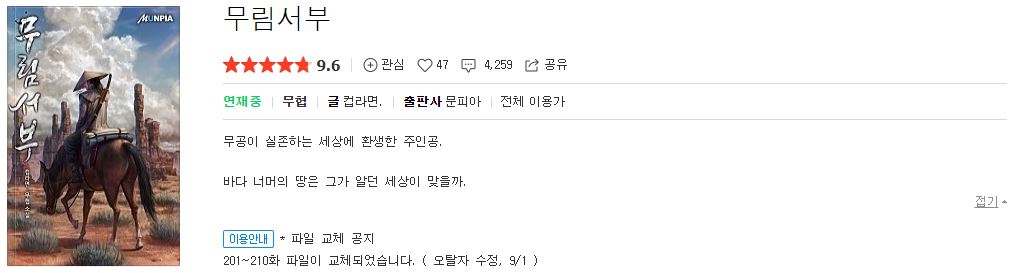 무림서부
MUNPIA
무림서부
9.6 관심 47 4,259 공유
연재중 무협 글 컵라면. 출판사 문피아 전체 이용가
무공이 실존하는 세상에 환생한 주인공.
바다 너머의 땅은 그가 알던 세상이 맞을까.
접기
이용안내 * 파일 교체 공지
201~210화 파일이 교체되었습니다. ( 오탈자 수정, 9/1 )